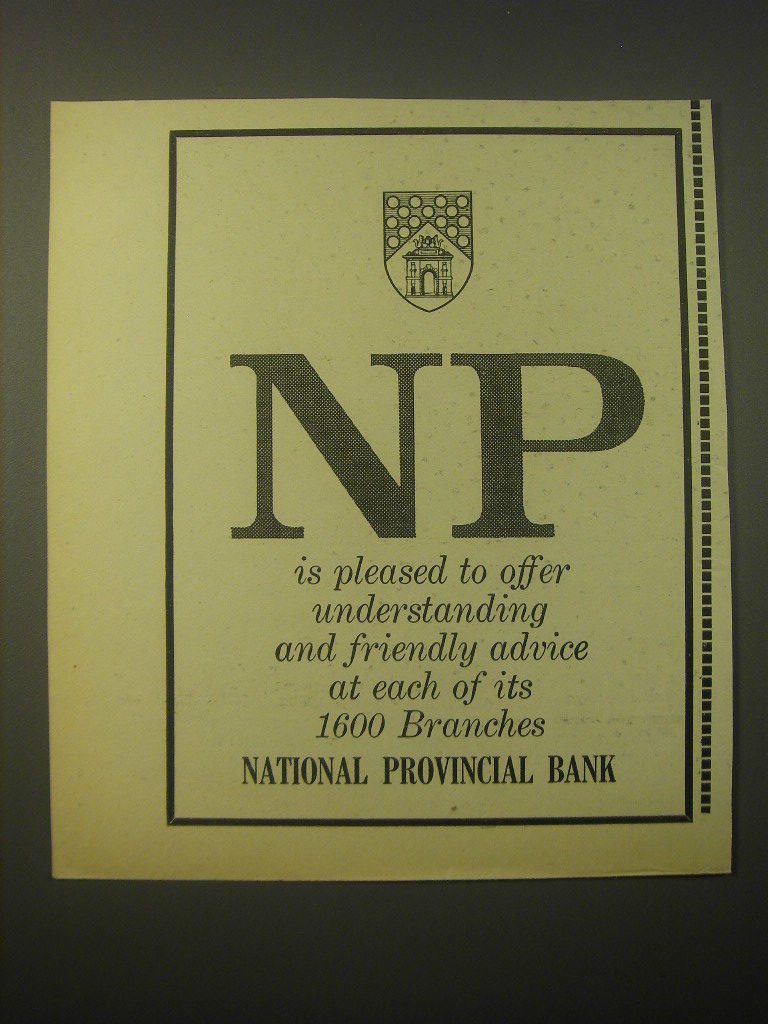 NP
is pleased to offer
understanding
and friendly advice
at each of its
1600 Branches
NATIONAL PROVINCIAL BANK